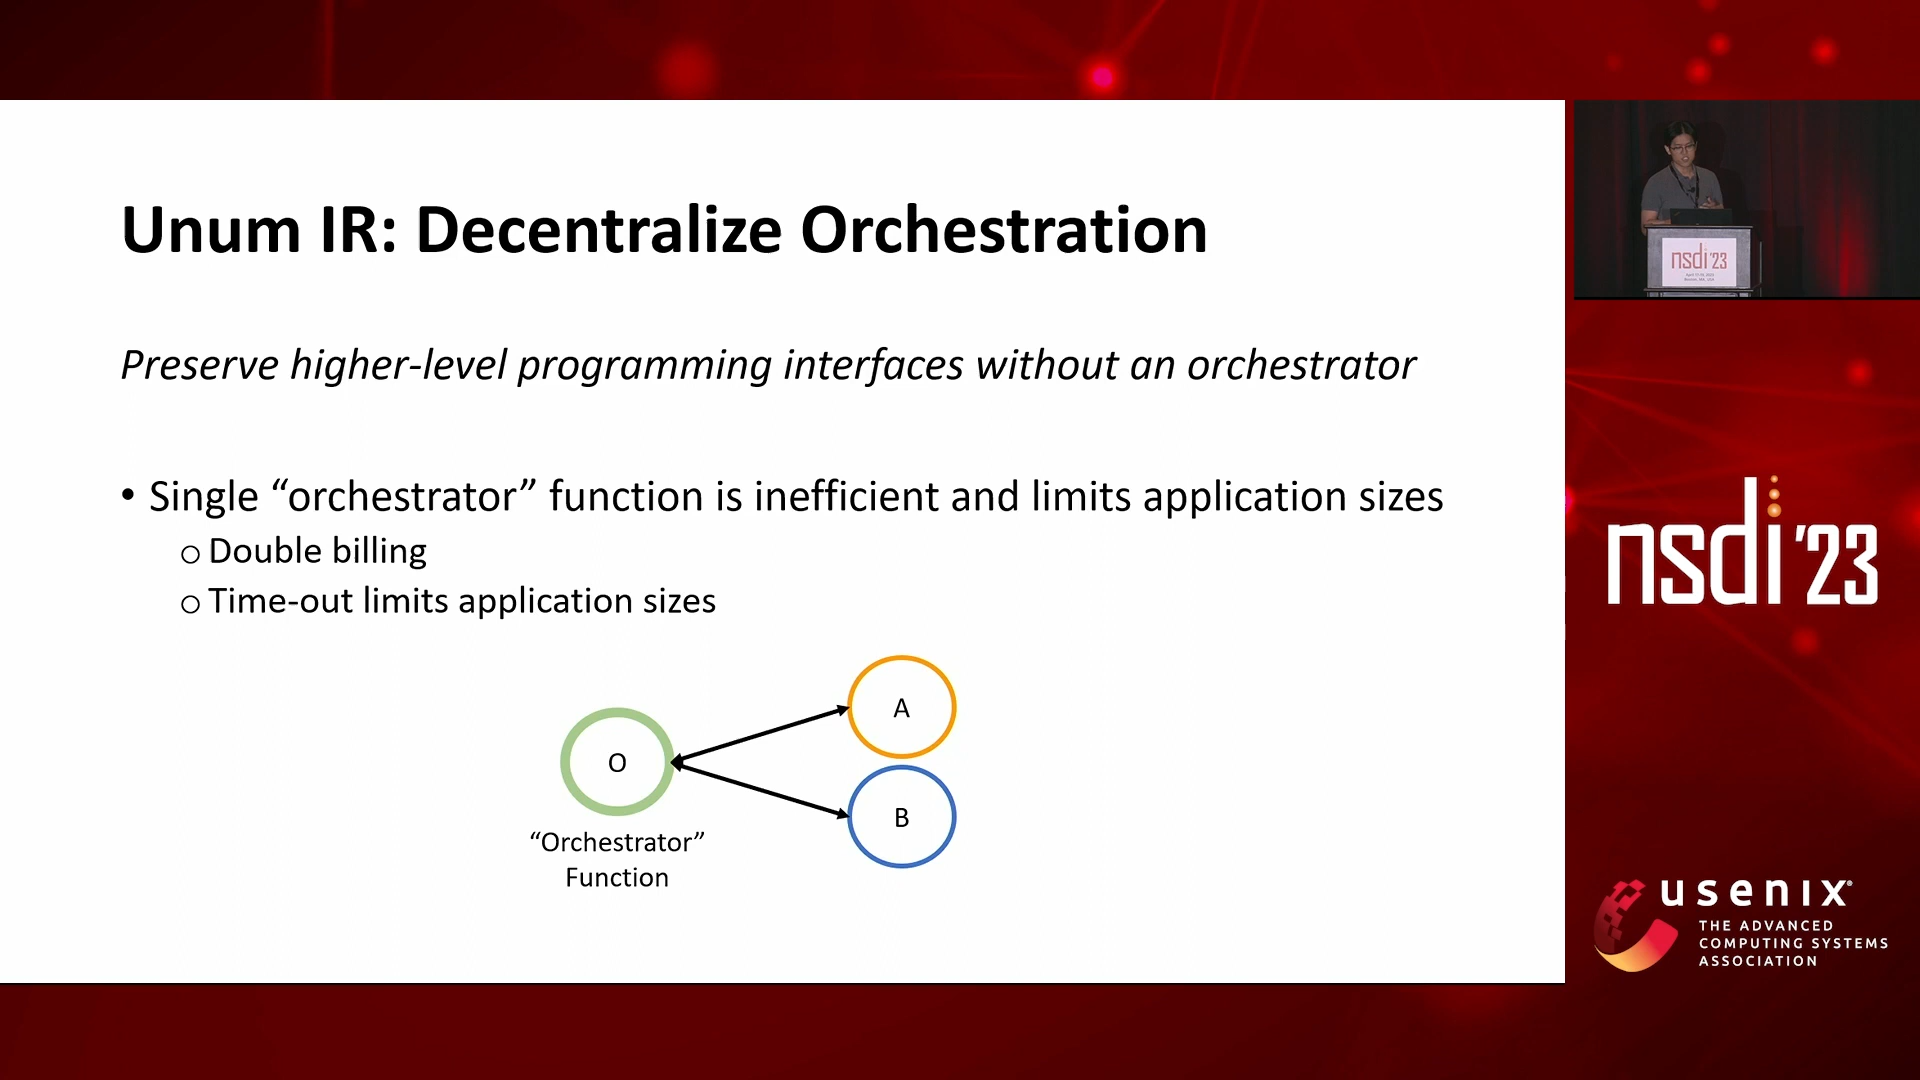 Unum IR: Decentralize Orchestration
Preserve higher-level programming interfaces without an orchestrator
• Single “orchestrator” function is inefficient and limits application sizes
o Double billing
o Time-out limits application sizes
A
O
B
“Orchestrator”
Function
nsdi'23
nsdi'23
usenix®
THE ADVANCED
COMPUTING SYSTEMS
ASSOCIATION